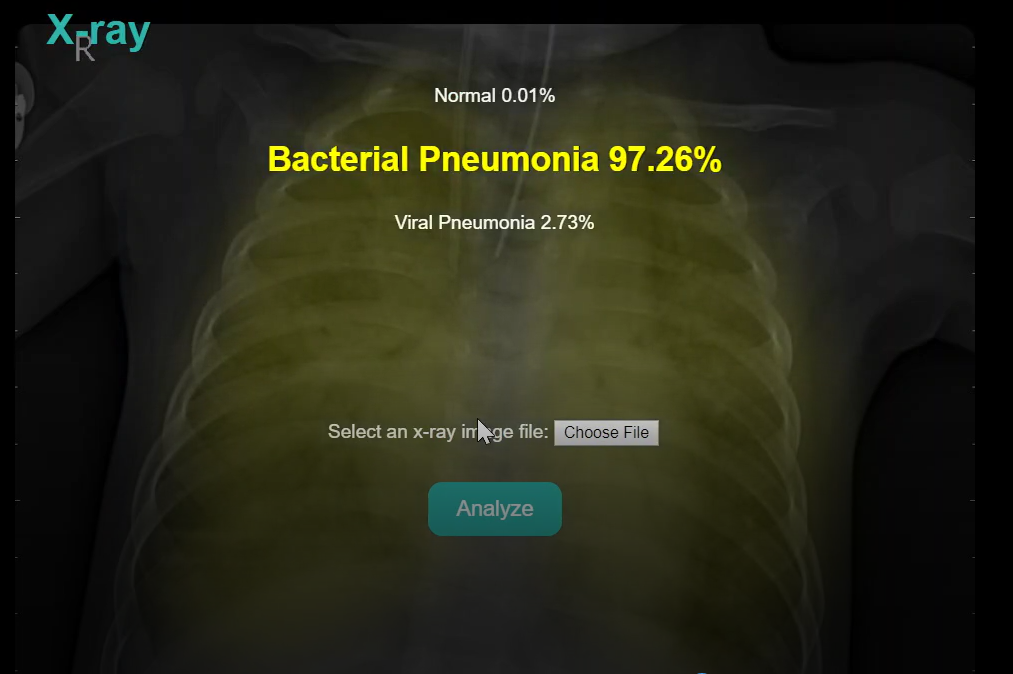 X-ray
R
Normal 0.01%
Bacterial Pneumonia 97.26%
Viral Pneumonia 2.73%
Select an x-ray image file: Choose File
Analyze